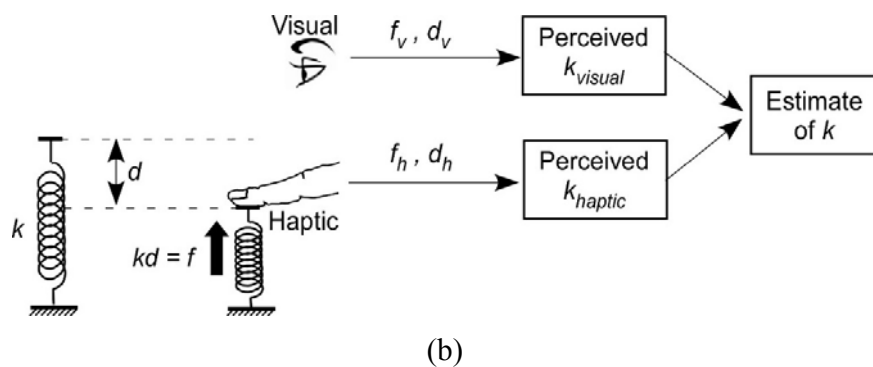 Visual
f_v , d_v
Perceived
k_visual
Estimate
of k
d
f_h , d_h
Perceived
k_haptic
Haptic
k
kd = f
(b)